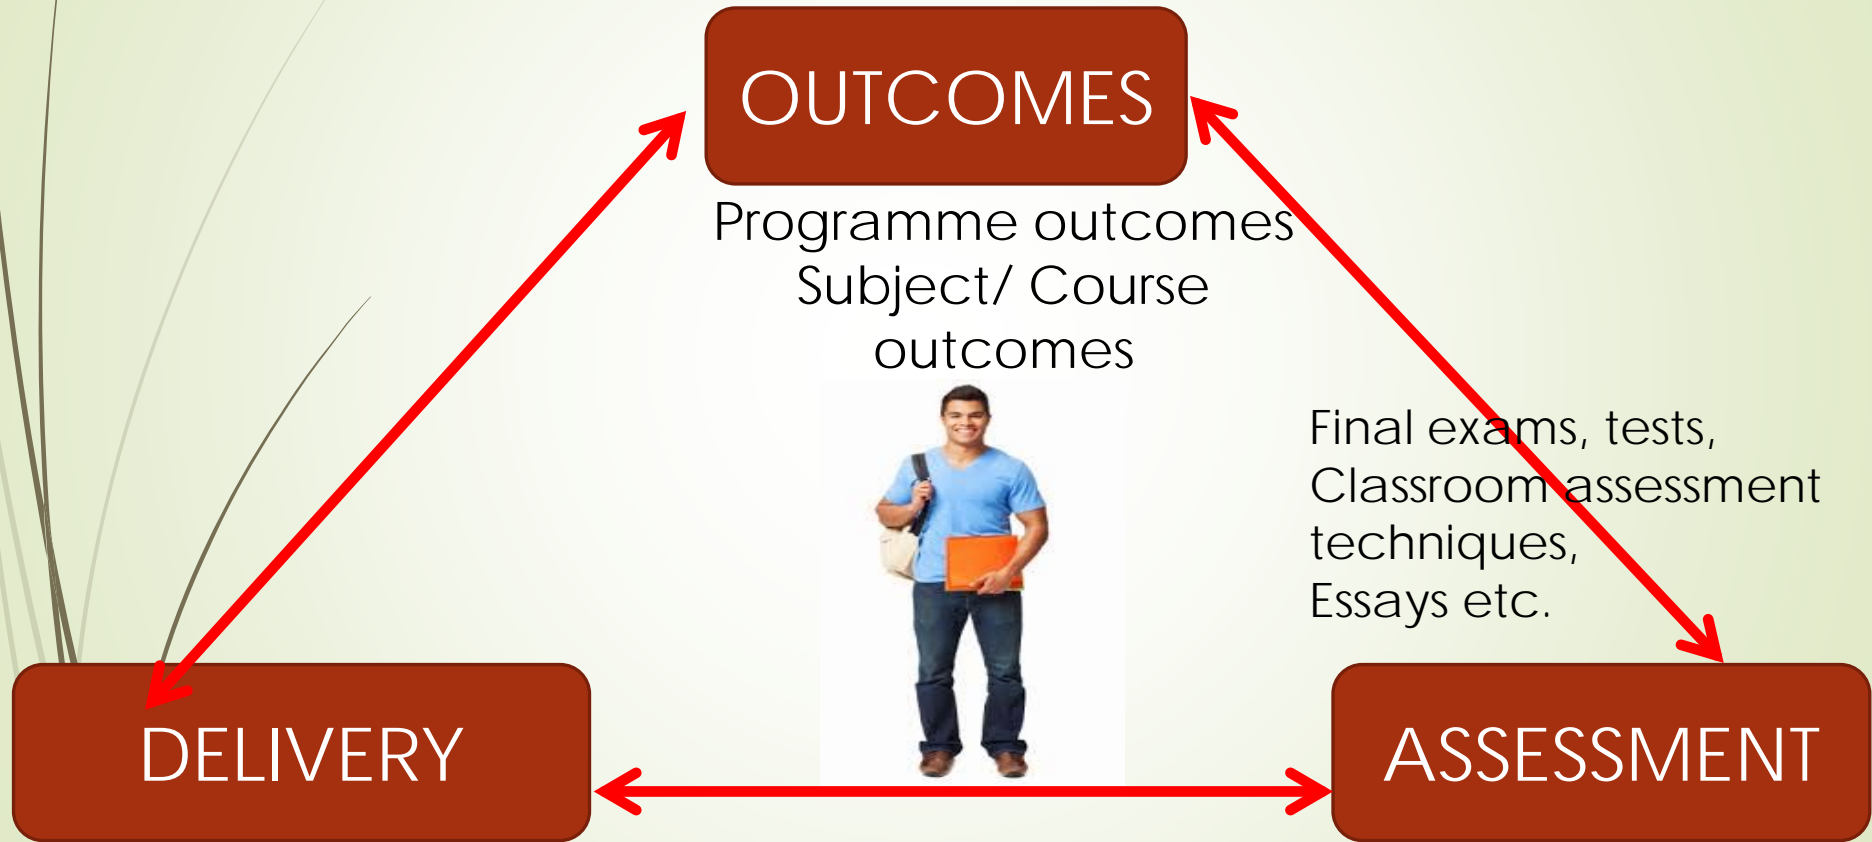 OUTCOMES
Programme outcomes
Subject/ Course
outcomes
Final exams, tests,
Classroom assessment
techniques,
Essays etc.
DELIVERY
ASSESSMENT